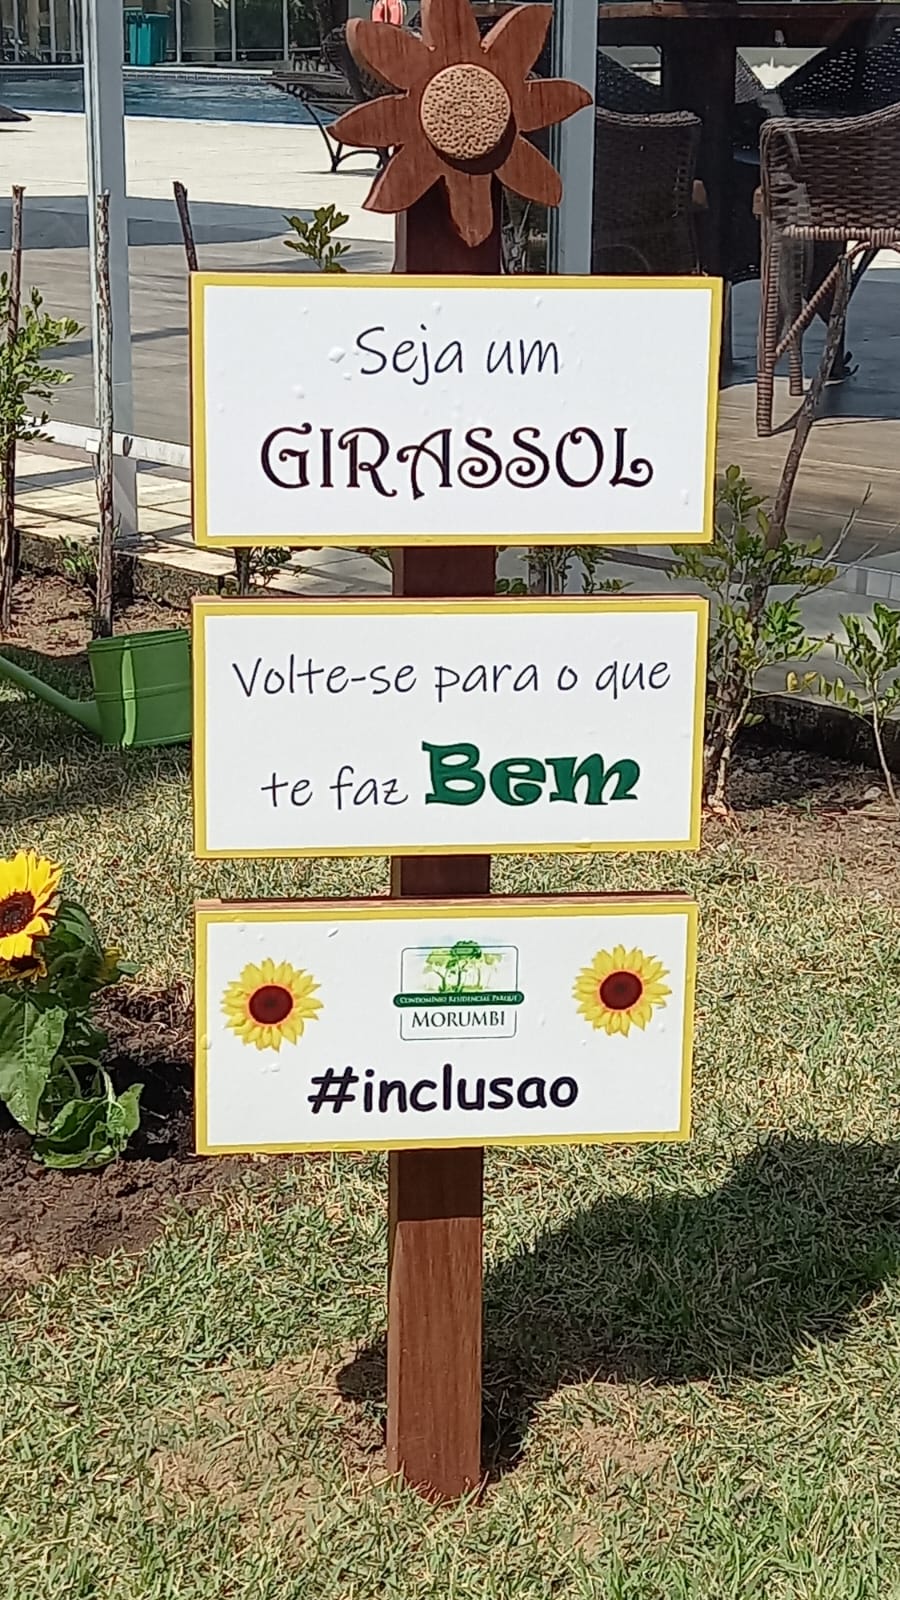 Seja um
GIRASSOL
Volte-se para o que
te faz Bem
CONDOMÍNIO RESIDENCIAL PARQUE
MORUMBI
#inclusao